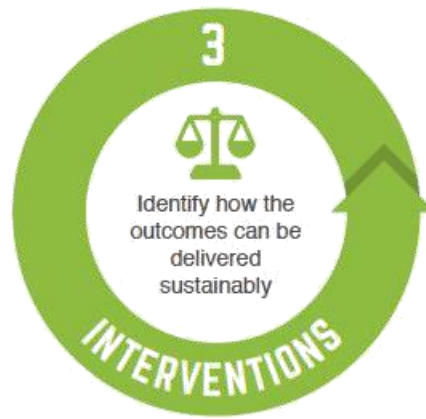 3
Identify how the
outcomes can be
delivered
sustainably
INTERVENTIONS